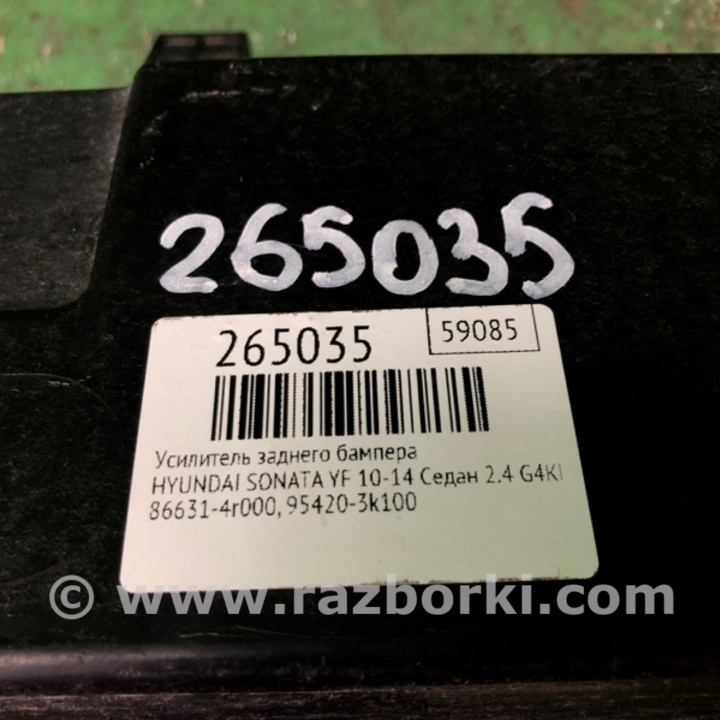 265035
265035
59085
Усилитель заднего бампера
HYUNDAI SONATA YF 10-14 Седан 2.4 G4KI
86631-4r000, 95420-3k100
© www.razborki.com